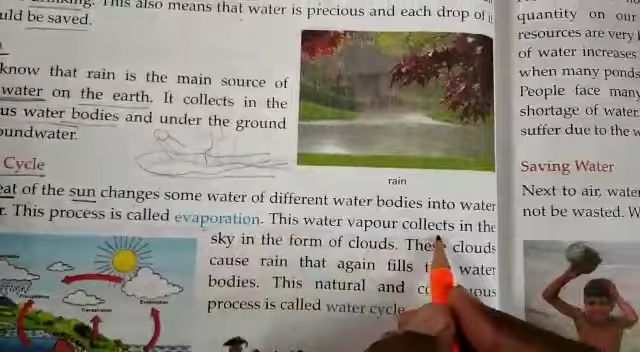 This also means that water is precious and each drop of it
uld be saved.
know that rain is the main source of
water on the earth. It collects in the
us water bodies and under the ground
oundwater.
rain
Cycle
eat of the sun changes some water of different water bodies into water
r. This process is called evaporation. This water vapour collects in the
sky in the form of clouds. These clouds
cause rain that again fills water
bodies. This natural and
process is called water cycle
Precipitation
Evaporation
quantity on our
resources are very
of water increases
when many ponds
People face many
shortage of water
suffer due to the w
Saving Water
Next to air, wate
not be wasted. W